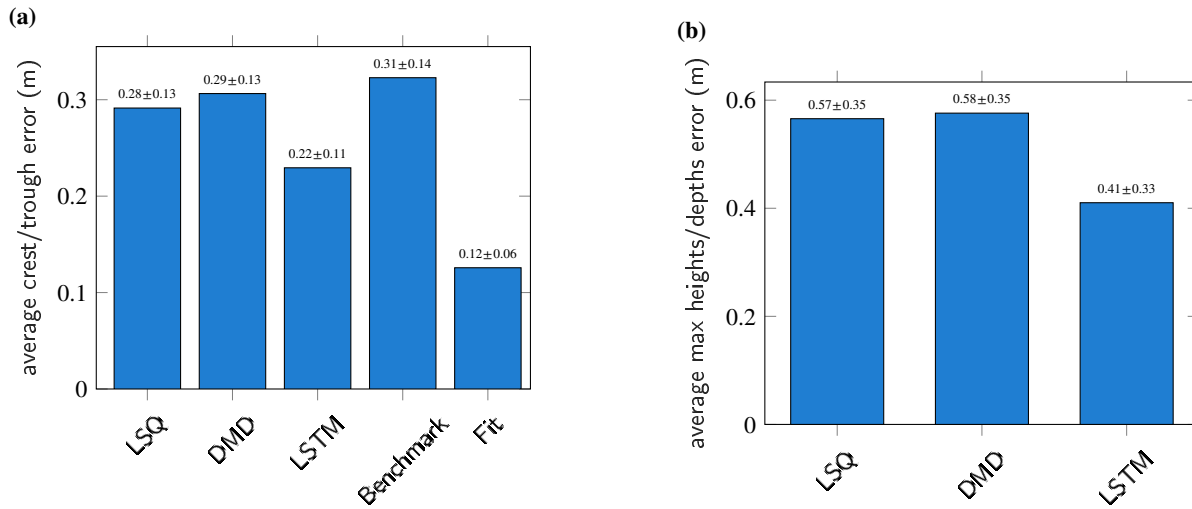 (a)
average crest/trough error (m)
0.3
0.2
0.1
0
0.28±0.13
0.29±0.13
0.22±0.11
0.31±0.14
0.12±0.06
LSQ
DMD
LSTM
Benchmark
Fit
(b)
average max heights/depths error (m)
0.6
0.4
0.2
0
0.57±0.35
0.58±0.35
0.41±0.33
LSQ
DMD
LSTM